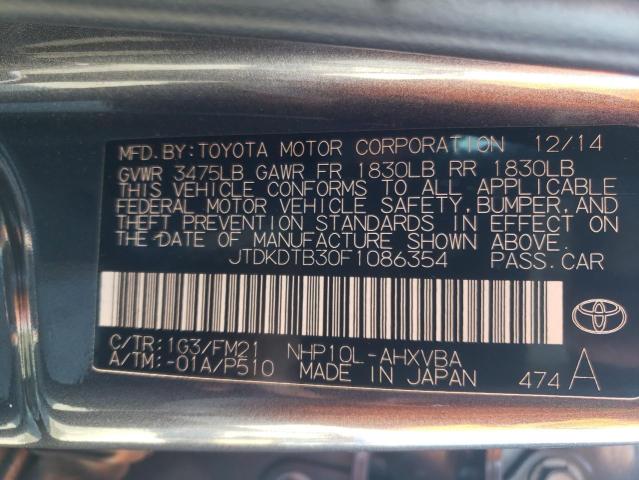 MFD. BY: TOYOTA MOTOR CORPORATION 12/14
GVWR 3475LB GAWR FR 1830LB RR 1830LB
THIS VEHICLE CONFORMS TO ALL APPLICABLE
FEDERAL MOTOR VEHICLE SAFETY, BUMPER, AND
THEFT PREVENTION STANDARDS IN EFFECT ON
THE DATE OF MANUFACTURE SHOWN ABOVE.
JTDKDTB30F1086354 PASS. CAR
C/TR: 1G3/FM21 NHP10L-AHXVBA
A/TM: -01A/P510 MADE IN JAPAN 474 A